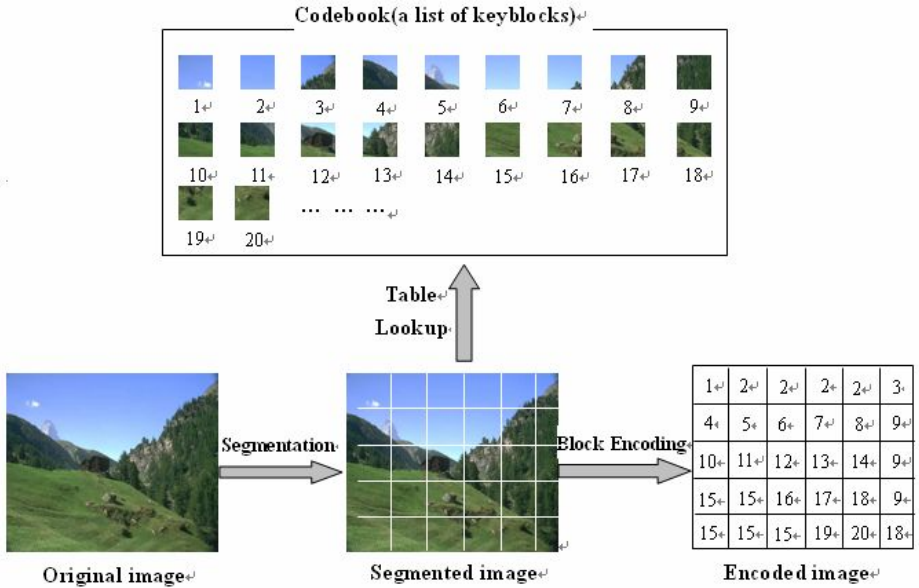 Codebook(a list of keyblocks)
1 2 3 4 5 6 7 8 9
10 11 12 13 14 15 16 17 18
19 20 ... ... ...
Table
Lookup
Segmentation
Block Encoding
1 2 2 2 2 3
4 5 6 7 8 9
10 11 12 13 14 9
15 15 16 17 18 9
15 15 15 19 20 18
Original image
Segmented image
Encoded image